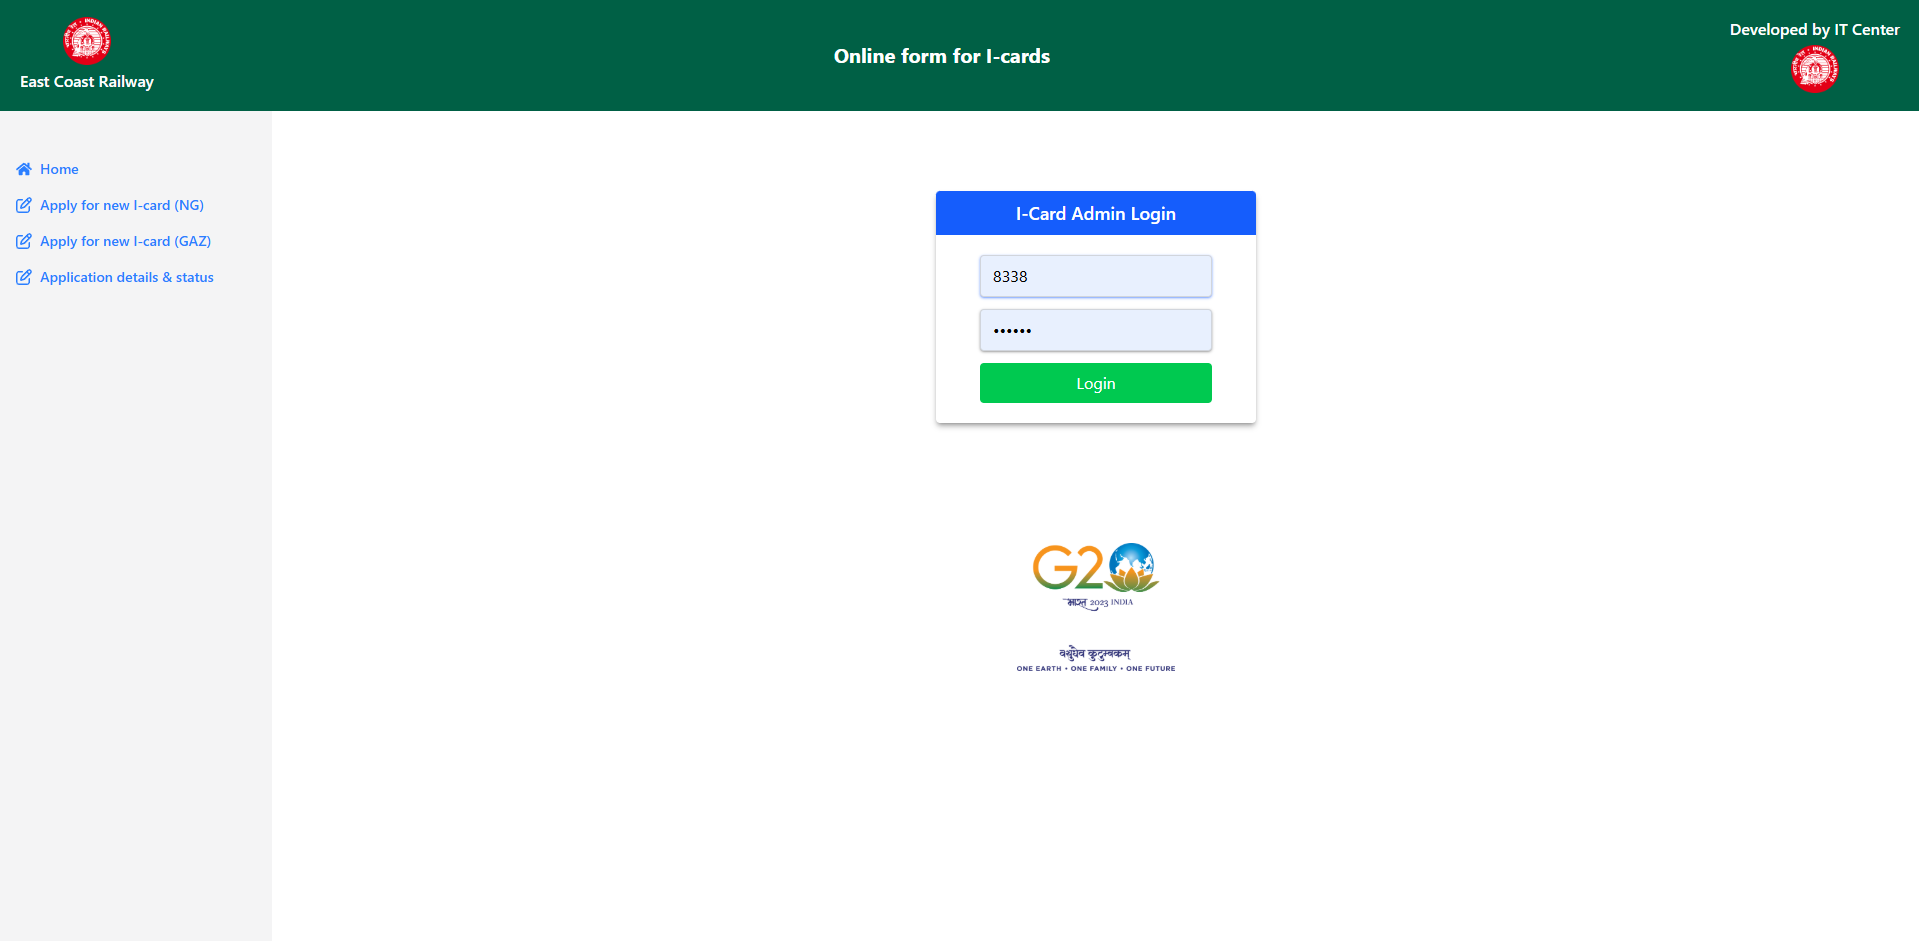 East Coast Railway
Online form for I-cards
Developed by IT Center
Home
Apply for new I-card (NG)
Apply for new I-card (GAZ)
Application details & status
I-Card Admin Login
8338
••••••
Login
G20
भारत 2023 INDIA
वसुधैव कुटुम्बकम्
ONE EARTH • ONE FAMILY • ONE FUTURE